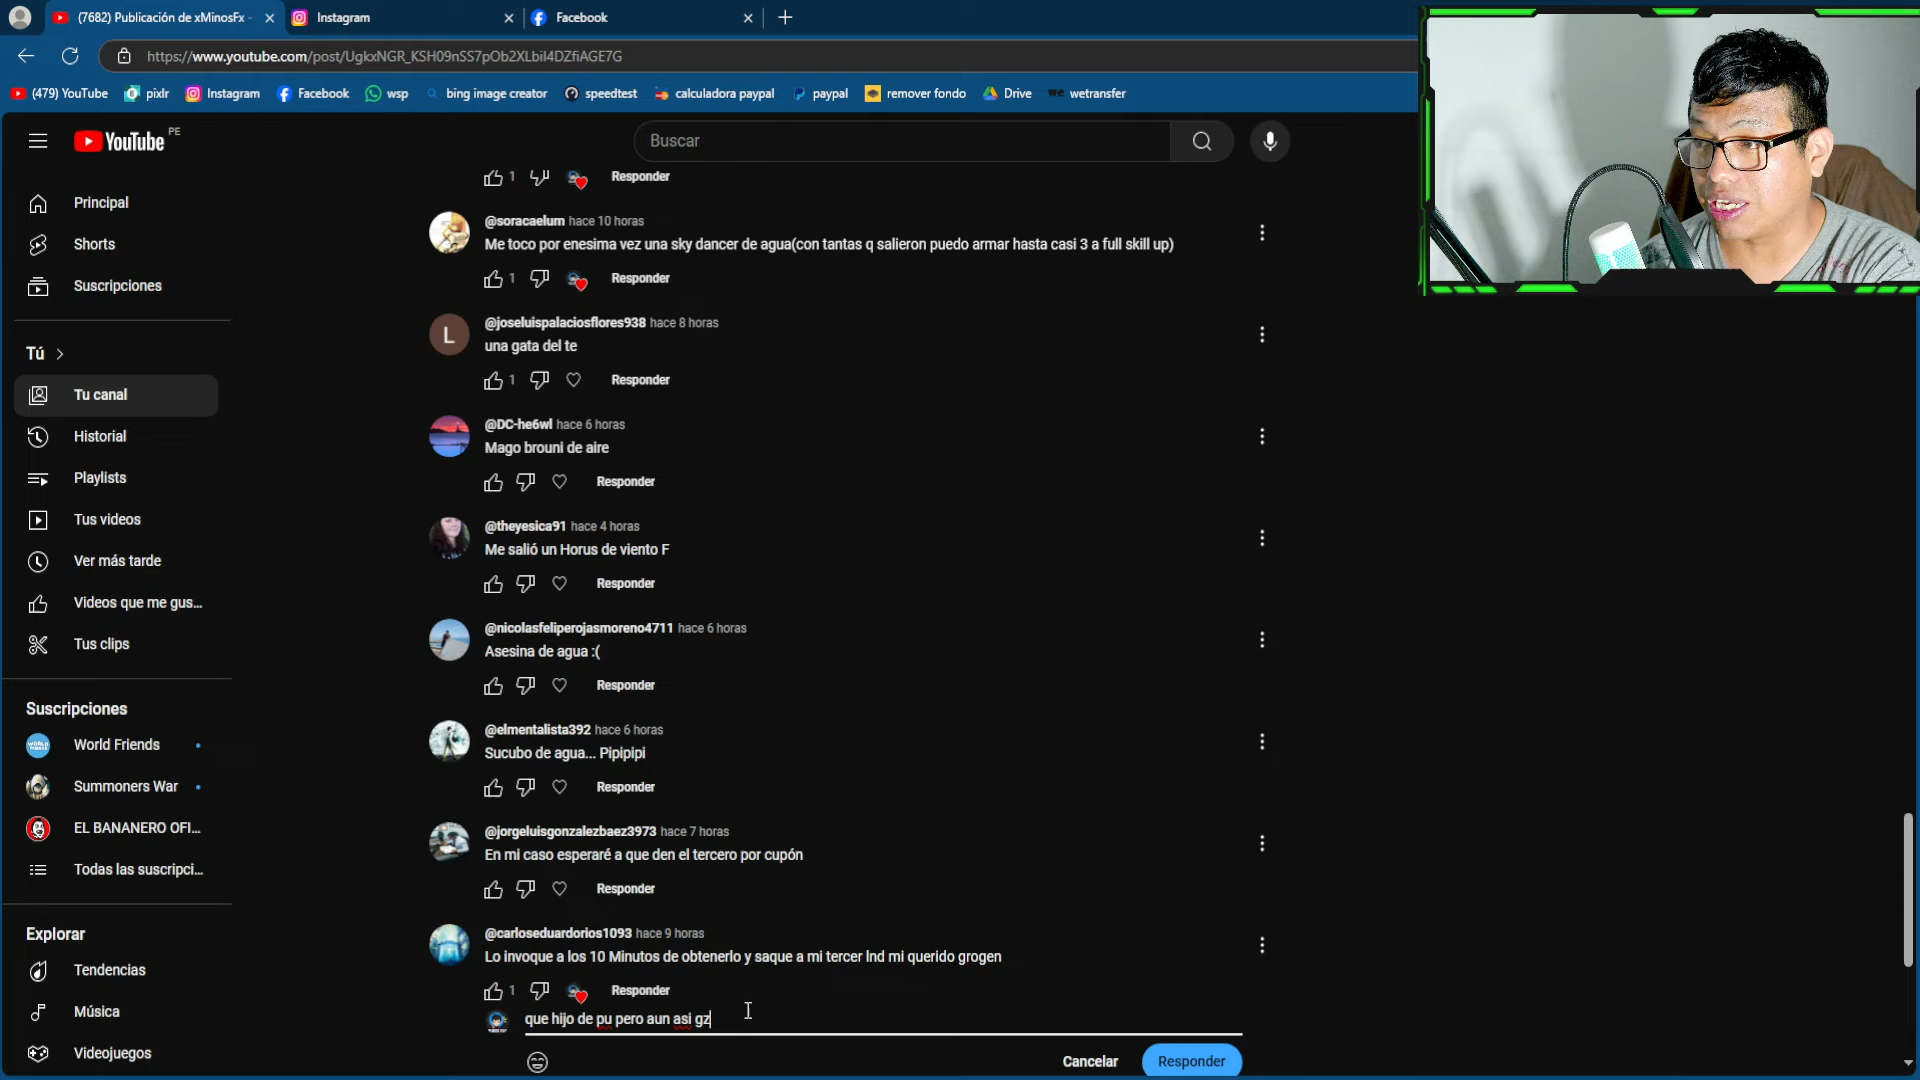 (7682) Publicación de xMinosFx -
Instagram
Facebook
https://www.youtube.com/post/UgkxNGR_KSH09nSS7pOb2XLbil4DZfiAGE7G
(479) YouTube
pixlr
Instagram
Facebook
wsp
bing image creator
speedtest
calculadora paypal
paypal
remover fondo
Drive
we wetransfer
YouTube PE
Buscar
Principal
Shorts
Suscripciones
Tú
Tu canal
Historial
Playlists
Tus videos
Ver más tarde
Videos que me gus...
Tus clips
Suscripciones
World Friends
Summoners War
EL BANANERO OFI...
Todas las suscripci...
Explorar
Tendencias
Música
Videojuegos
1 Responder
@soracaelum hace 10 horas
Me toco por enesima vez una sky dancer de agua(con tantas q salieron puedo armar hasta casi 3 a full skill up)
1 Responder
L
@joseluispalaciosflores938 hace 8 horas
una gata del te
1 Responder
@DC-he6wl hace 6 horas
Mago brouni de aire
Responder
@theyesica91 hace 4 horas
Me salió un Horus de viento F
Responder
@nicolasfeliperojasmoreno4711 hace 6 horas
Asesina de agua :(
Responder
@elmentalista392 hace 6 horas
Sucubo de agua... Pipipipi
Responder
@jorgeluisgonzalezbaez3973 hace 7 horas
En mi caso esperaré a que den el tercero por cupón
Responder
@carloseduardorios1093 hace 9 horas
Lo invoque a los 10 Minutos de obtenerlo y saque a mi tercer lnd mi querido grogen
1 Responder
que hijo de pu pero aun asi gz
Cancelar
Responder